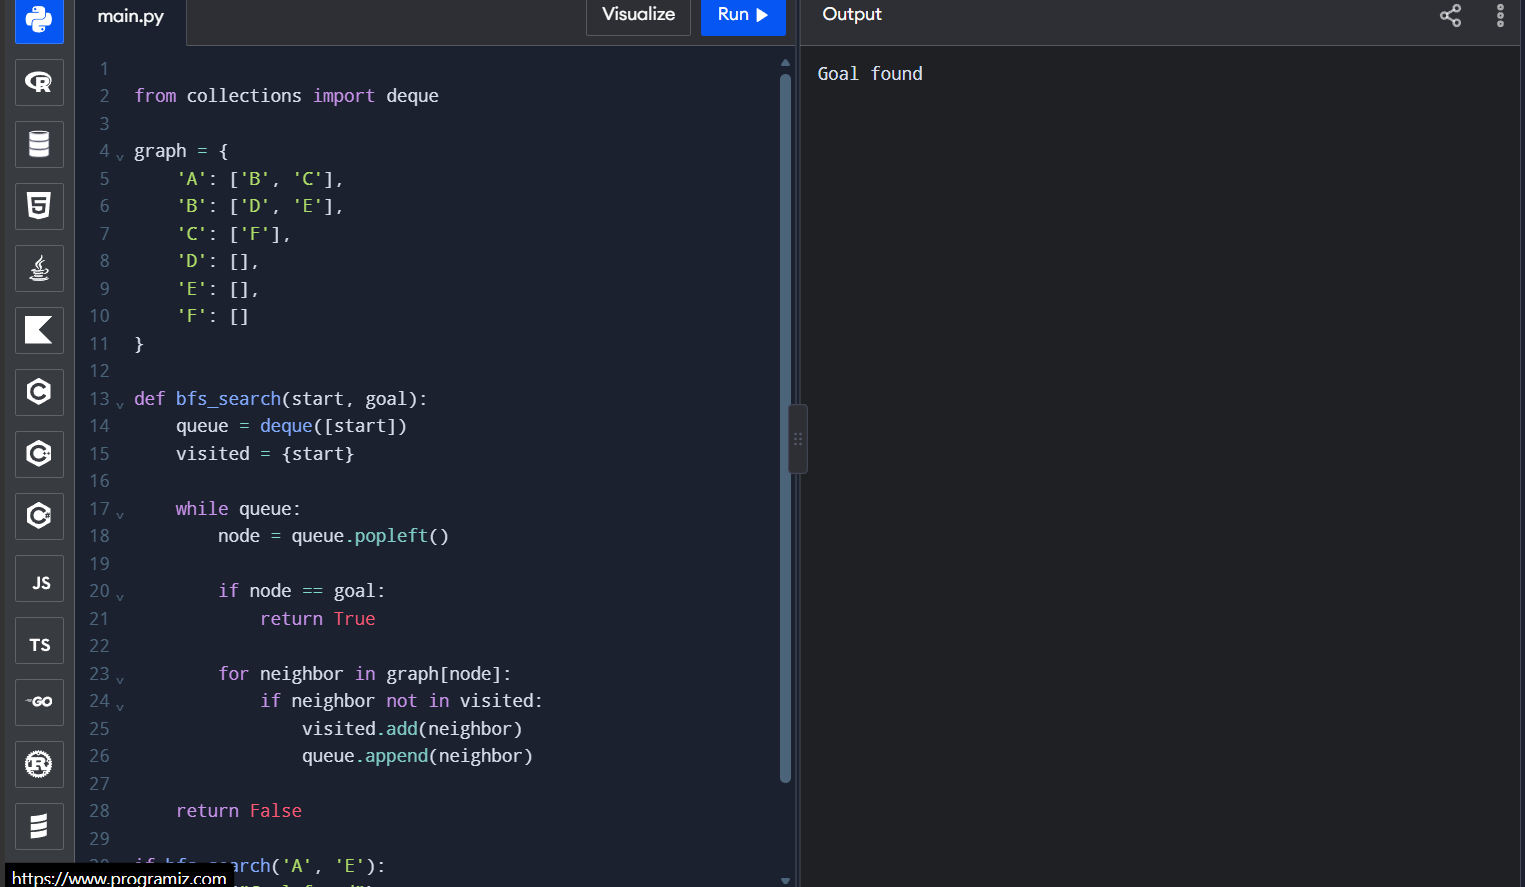 main.py
Visualize
Run
Output
1
2 from collections import deque
3
4 graph = {
5     'A': ['B', 'C'],
6     'B': ['D', 'E'],
7     'C': ['F'],
8     'D': [],
9     'E': [],
10     'F': []
11 }
12
13 def bfs_search(start, goal):
14     queue = deque([start])
15     visited = {start}
16
17     while queue:
18         node = queue.popleft()
19
20         if node == goal:
21             return True
22
23         for neighbor in graph[node]:
24             if neighbor not in visited:
25                 visited.add(neighbor)
26                 queue.append(neighbor)
27
28     return False
29
if bfs_search('A', 'E'):
https://www.programiz.com
Goal found
R
5
C
C
C
JS
TS
GO
R